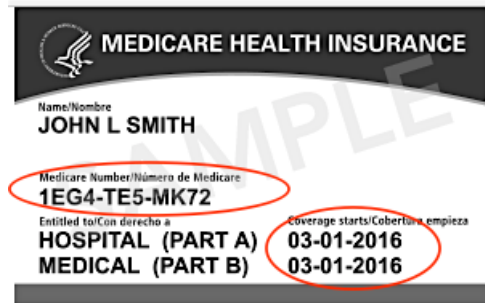 MEDICARE HEALTH INSURANCE
Name/Nombre
JOHN L SMITH
SAMPLE
Medicare Number/Número de Medicare
1EG4-TE5-MK72
Entitled to/Con derecho a Coverage starts/Cobertura empieza
HOSPITAL (PART A) 03-01-2016
MEDICAL (PART B) 03-01-2016